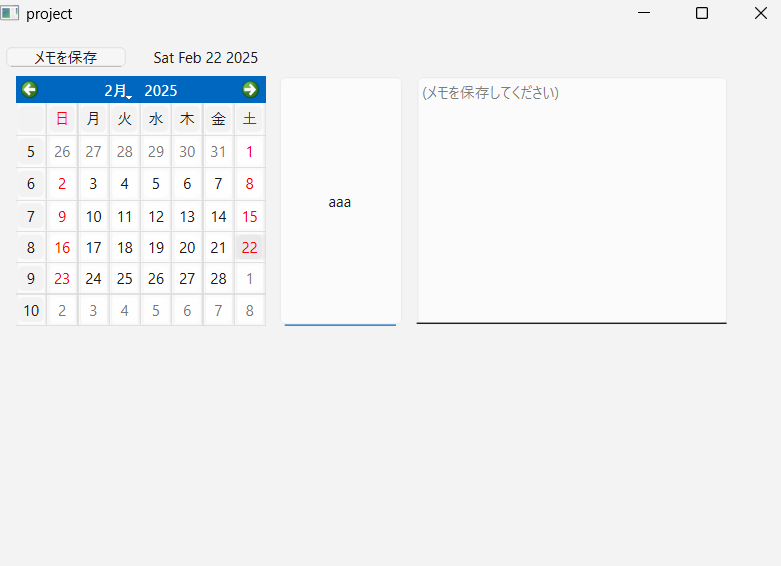 project
メモを保存 Sat Feb 22 2025
2月 2025
日 月 火 水 木 金 土
5 26 27 28 29 30 31 1
6 2 3 4 5 6 7 8
7 9 10 11 12 13 14 15
8 16 17 18 19 20 21 22
9 23 24 25 26 27 28 1
10 2 3 4 5 6 7 8
aaa
(メモを保存してください)